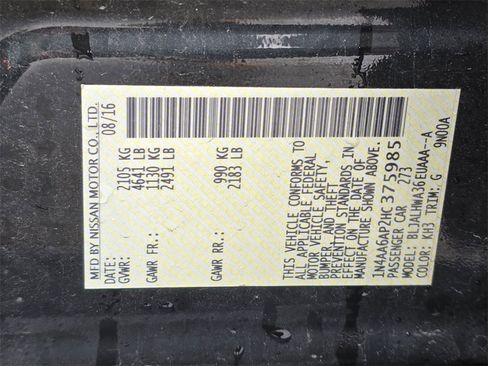 MFD BY NISSAN MOTOR CO., LTD.
08/16
GVWR: 2105 KG
4641 LB
GAWR FR: 1130 KG
2491 LB
GAWR RR: 990 KG
2183 LB
THIS VEHICLE CONFORMS TO
ALL APPLICABLE FEDERAL
MOTOR VEHICLE SAFETY,
BUMPER, AND THEFT
PREVENTION STANDARDS IN
EFFECT ON THE DATE OF
MANUFACTURE SHOWN ABOVE.
1N4AA6AP2HC375985
PASSENGER CAR 273
MODEL: BLJALHWA36EUAAA--A
COLOR: KH3 TRIM: G 9N00A